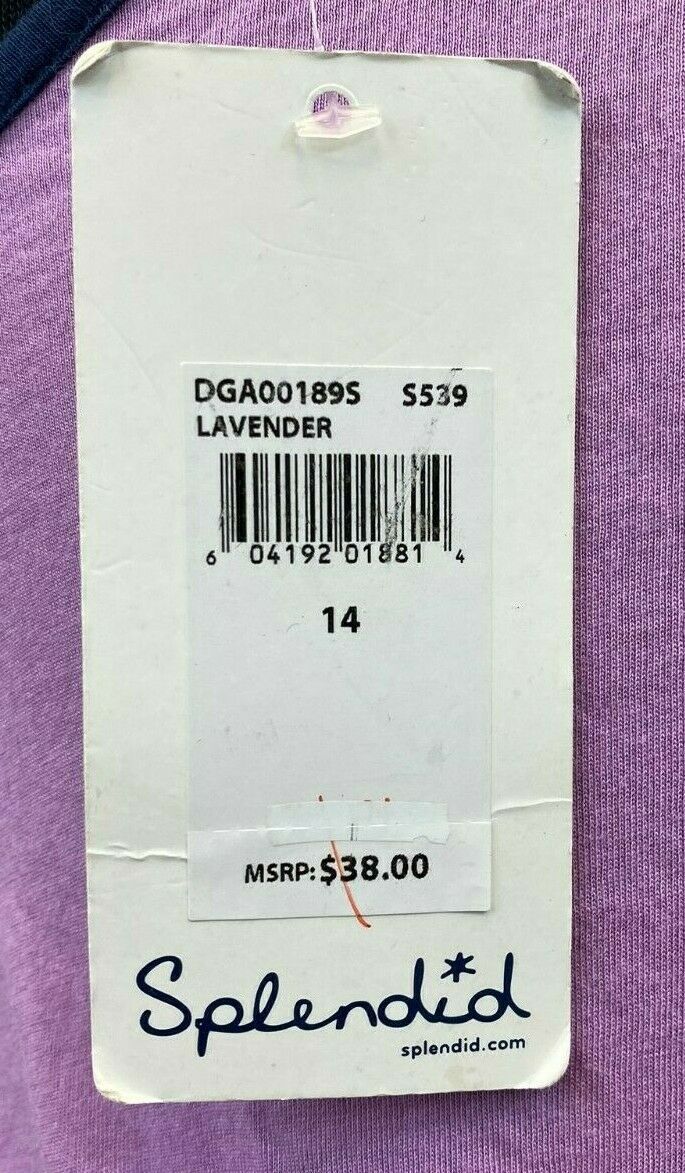 DGA00189S S539
LAVENDER
6 04192 01881 4
14
MSRP: $38.00
Splendid
splendid.com